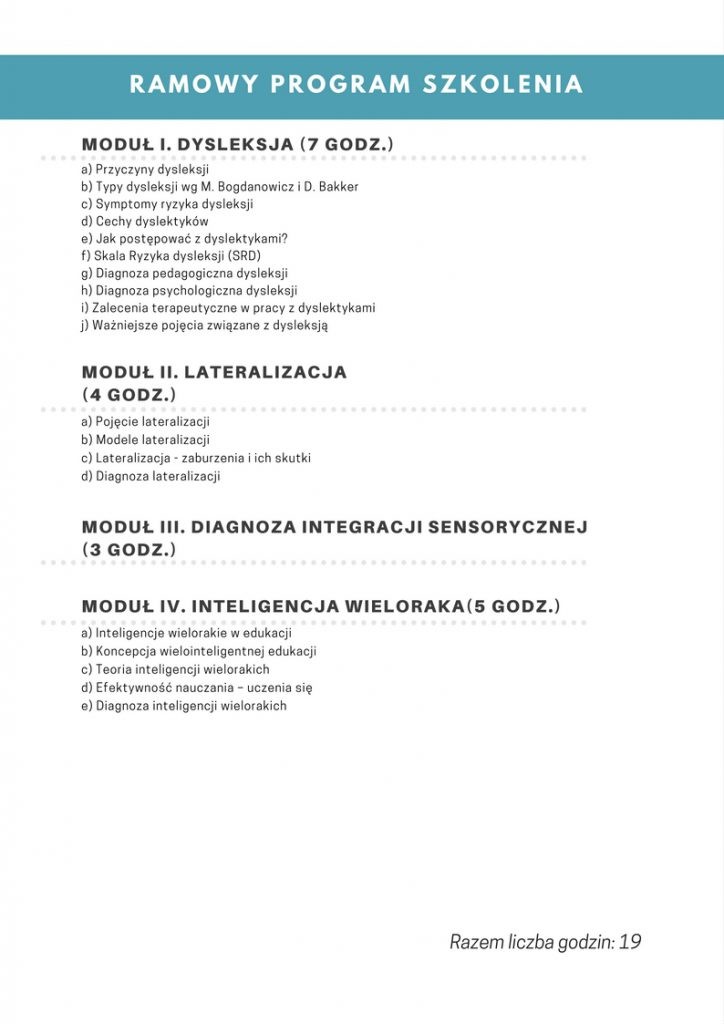 RAMOWY PROGRAM SZKOLENIA
MODUŁ I. DYSLEKSJA (7 GODZ.)
a) Przyczyny dysleksji
b) Typy dysleksji wg M. Bogdanowicz i D. Bakker
c) Symptomy ryzyka dysleksji
d) Cechy dyslektyków
e) Jak postępować z dyslektykami?
f) Skala Ryzyka dysleksji (SRD)
g) Diagnoza pedagogiczna dysleksji
h) Diagnoza psychologiczna dysleksji
i) Zalecenia terapeutyczne w pracy z dyslektykami
j) Ważniejsze pojęcia związane z dysleksją
MODUŁ II. LATERALIZACJA
(4 GODZ.)
a) Pojęcie lateralizacji
b) Modele lateralizacji
c) Lateralizacja - zaburzenia i ich skutki
d) Diagnoza lateralizacji
MODUŁ III. DIAGNOZA INTEGRACJI SENSORYCZNEJ
(3 GODZ.)
MODUŁ IV. INTELIGENCJA WIELORAKA(5 GODZ.)
a) Inteligencje wielorakie w edukacji
b) Koncepcja wielointeligentnej edukacji
c) Teoria inteligencji wielorakich
d) Efektywność nauczania – uczenia się
e) Diagnoza inteligencji wielorakich
Razem liczba godzin: 19